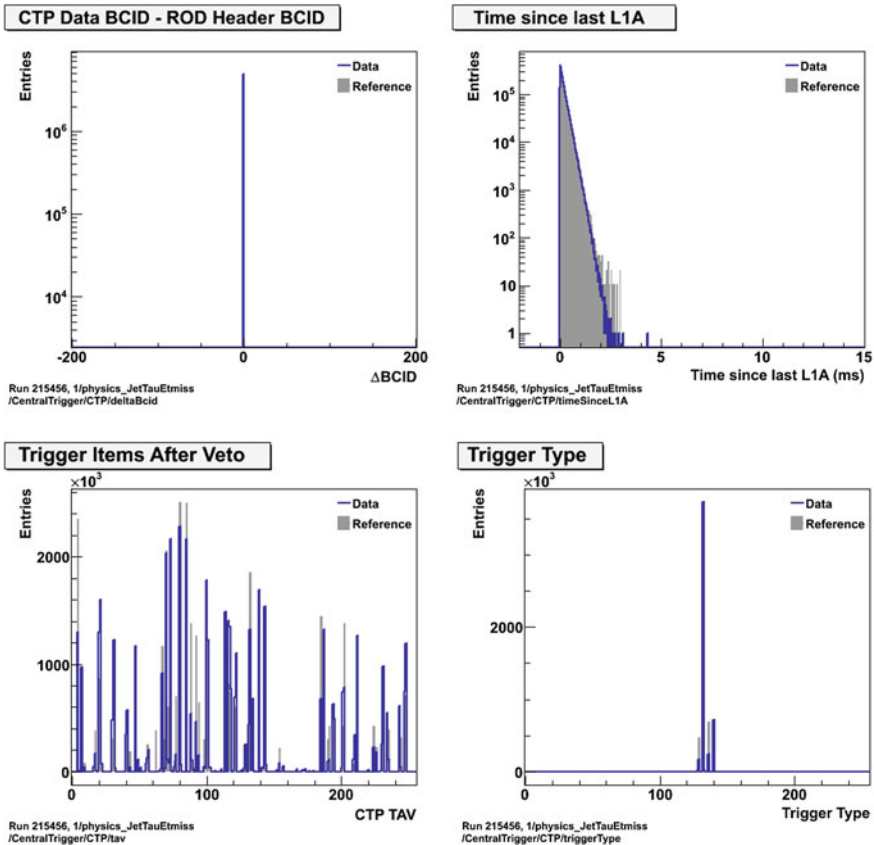 CTP Data BCID - ROD Header BCID
Entries
Data
Reference
10^6
10^5
10^4
-200
0
200
ΔBCID
Run 215456, 1/physics_JetTauEtmiss
/CentralTrigger/CTP/deltaBcid
Time since last L1A
Entries
Data
Reference
10^5
10^4
10^3
10^2
10
1
0
5
10
15
Time since last L1A (ms)
Run 215456, 1/physics_JetTauEtmiss
/CentralTrigger/CTP/timeSinceL1A
Trigger Items After Veto
×10^3
Entries
Data
Reference
2000
1000
0
0
100
200
CTP TAV
Run 215456, 1/physics_JetTauEtmiss
/CentralTrigger/CTP/tav
Trigger Type
×10^3
Entries
Data
Reference
2000
0
0
100
200
Trigger Type
Run 215456, 1/physics_JetTauEtmiss
/CentralTrigger/CTP/triggerType